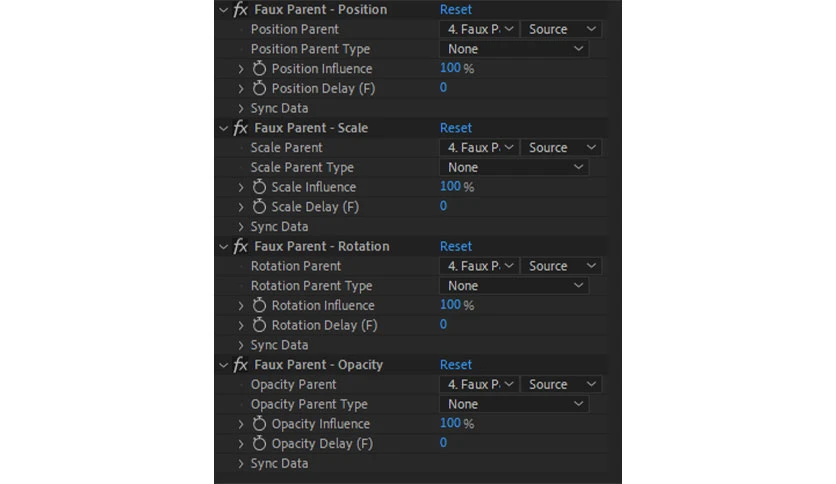 fx Faux Parent - Position Reset
Position Parent 4. Faux P. Source
Position Parent Type None
Position Influence 100 %
Position Delay (F) 0
Sync Data
fx Faux Parent - Scale Reset
Scale Parent 4. Faux P. Source
Scale Parent Type None
Scale Influence 100 %
Scale Delay (F) 0
Sync Data
fx Faux Parent - Rotation Reset
Rotation Parent 4. Faux P. Source
Rotation Parent Type None
Rotation Influence 100 %
Rotation Delay (F) 0
Sync Data
fx Faux Parent - Opacity Reset
Opacity Parent 4. Faux P. Source
Opacity Parent Type None
Opacity Influence 100 %
Opacity Delay (F) 0
Sync Data